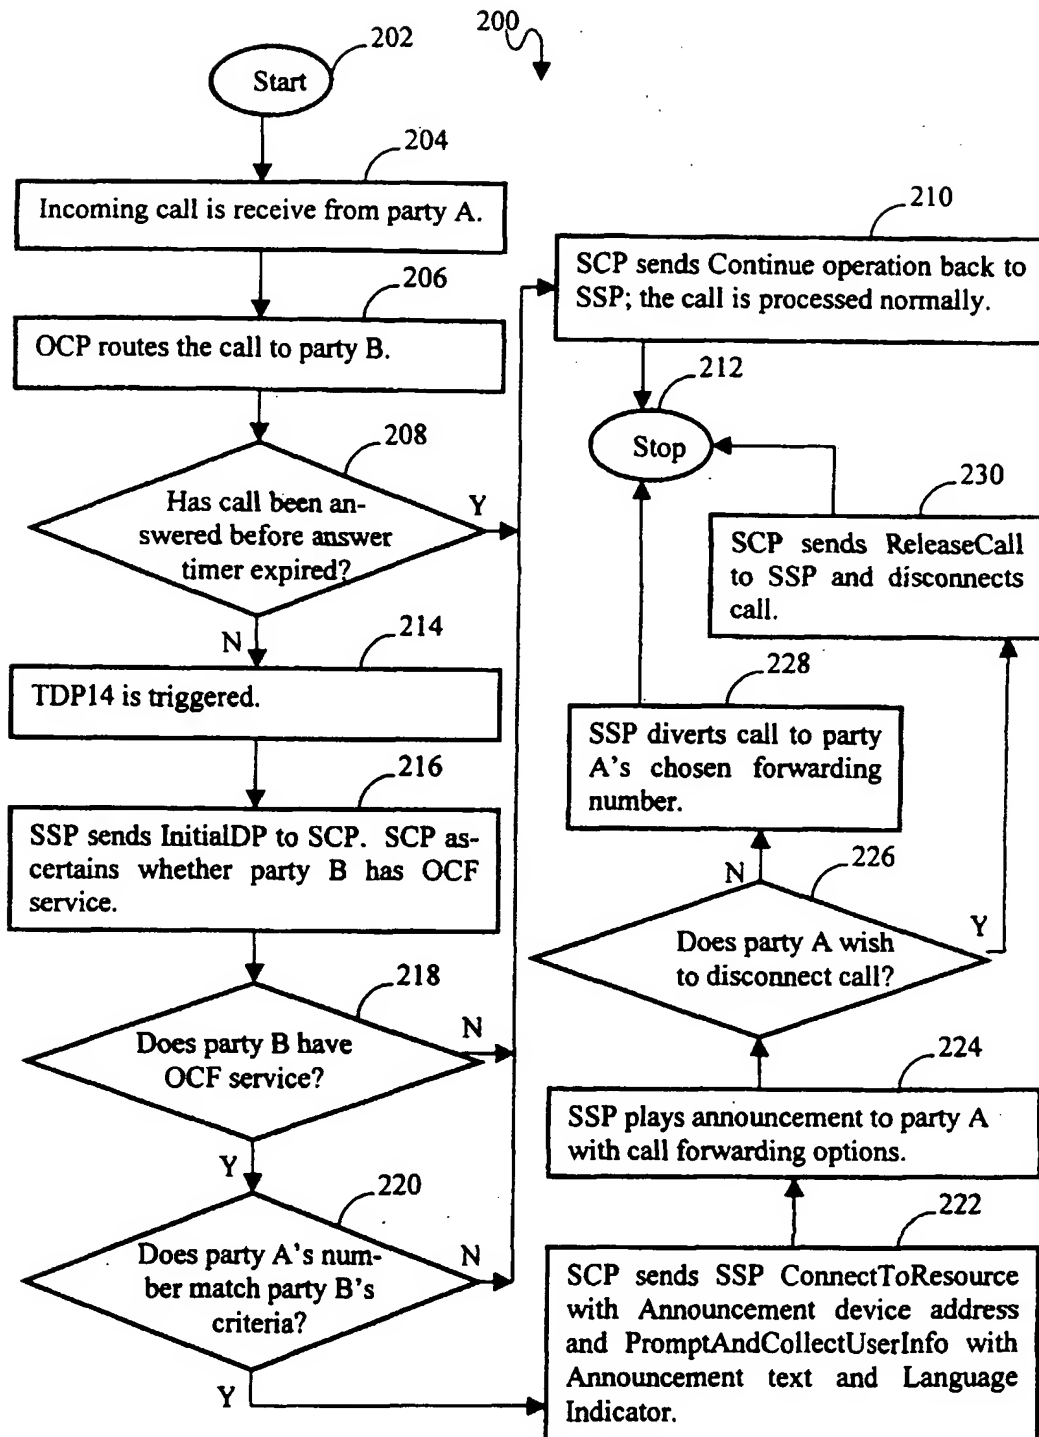 200
202
Start
204
Incoming call is receive from party A.
206
OCP routes the call to party B.
208
Has call been an-
swered before answer
timer expired?
Y
N
214
TDP14 is triggered.
216
SSP sends InitialDP to SCP. SCP as-
certains whether party B has OCF
service.
218
Does party B have
OCF service?
N
Y
220
Does party A's num-
ber match party B's
criteria?
N
Y
210
SCP sends Continue operation back to
SSP; the call is processed normally.
212
Stop
230
SCP sends ReleaseCall
to SSP and disconnects
call.
228
SSP diverts call to party
A's chosen forwarding
number.
N
226
Y
Does party A wish
to disconnect call?
224
SSP plays announcement to party A
with call forwarding options.
222
SCP sends SSP ConnectToResource
with Announcement device address
and PromptAndCollectUserInfo with
Announcement text and Language
Indicator.